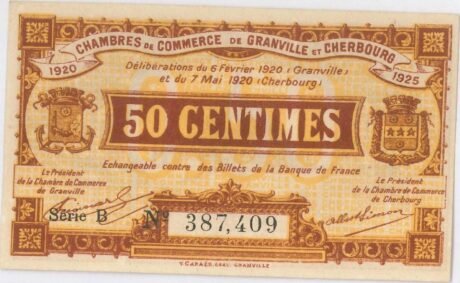 CHAMBRES DE COMMERCE DE GRANVILLE ET CHERBOURG
1920
1925
Délibérations du 6 Février 1920 (Granville)
et du 7 Mai 1920 (Cherbourg)
50 CENTIMES
Echangeable contre des Billets de la Banque de France
Le Président
de la Chambre de Commerce
de Granville
Le Président
de la Chambre de Commerce
de Cherbourg
Albert Simon
Série B
Nº 387,409
GRANVILLE